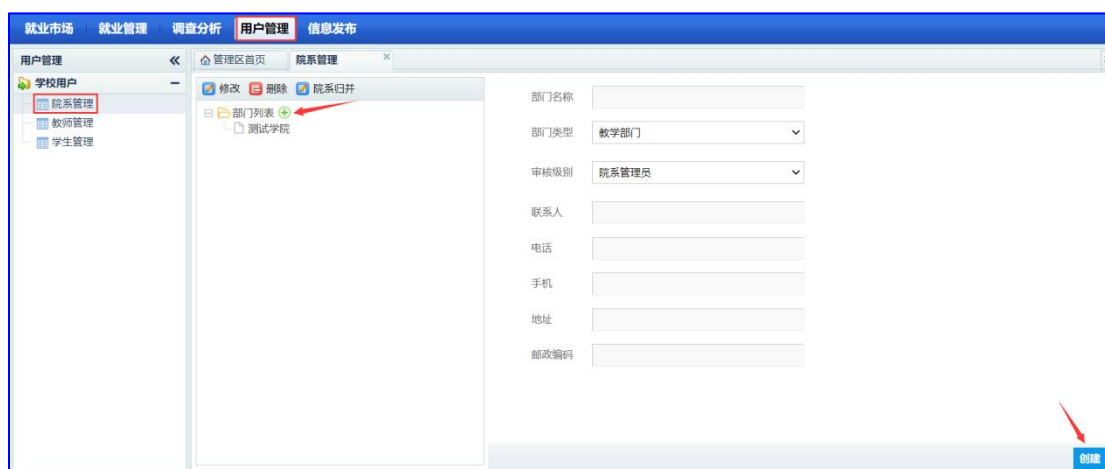 就业市场 就业管理 调查分析 用户管理 信息发布
用户管理 «
管理区首页 院系管理 ×
学校用户 −
院系管理
教师管理
学生管理
修改 删除 院系归并
部门列表
测试学院
部门名称
部门类型 教学部门
审核级别 院系管理员
联系人
电话
手机
地址
邮政编码
创建